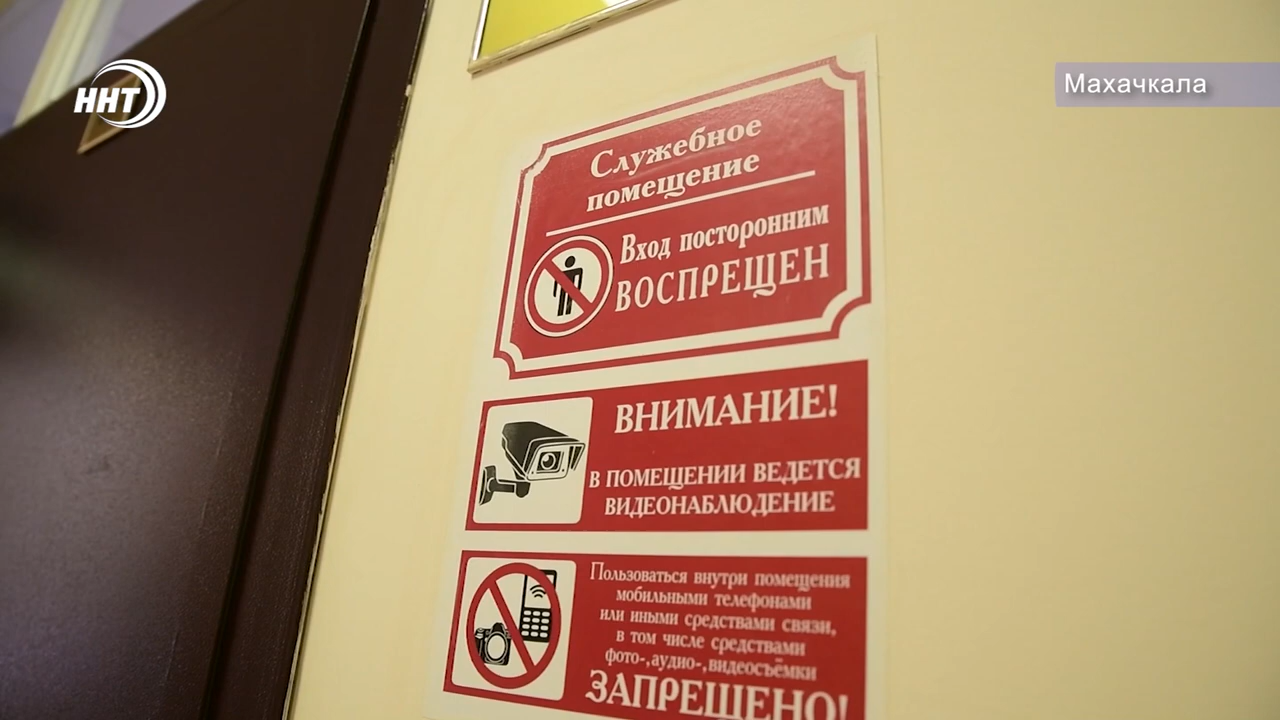 ННТ
Махачкала
Служебное
помещение
Вход посторонним
ВОСПРЕЩЕН
ВНИМАНИЕ!
В ПОМЕЩЕНИИ ВЕДЕТСЯ
ВИДЕОНАБЛЮДЕНИЕ
Пользоваться внутри помещения
мобильными телефонами
или иными средствами связи,
в том числе средствами
фото-,аудио-,видеосъёмки
ЗАПРЕЩЕНО!